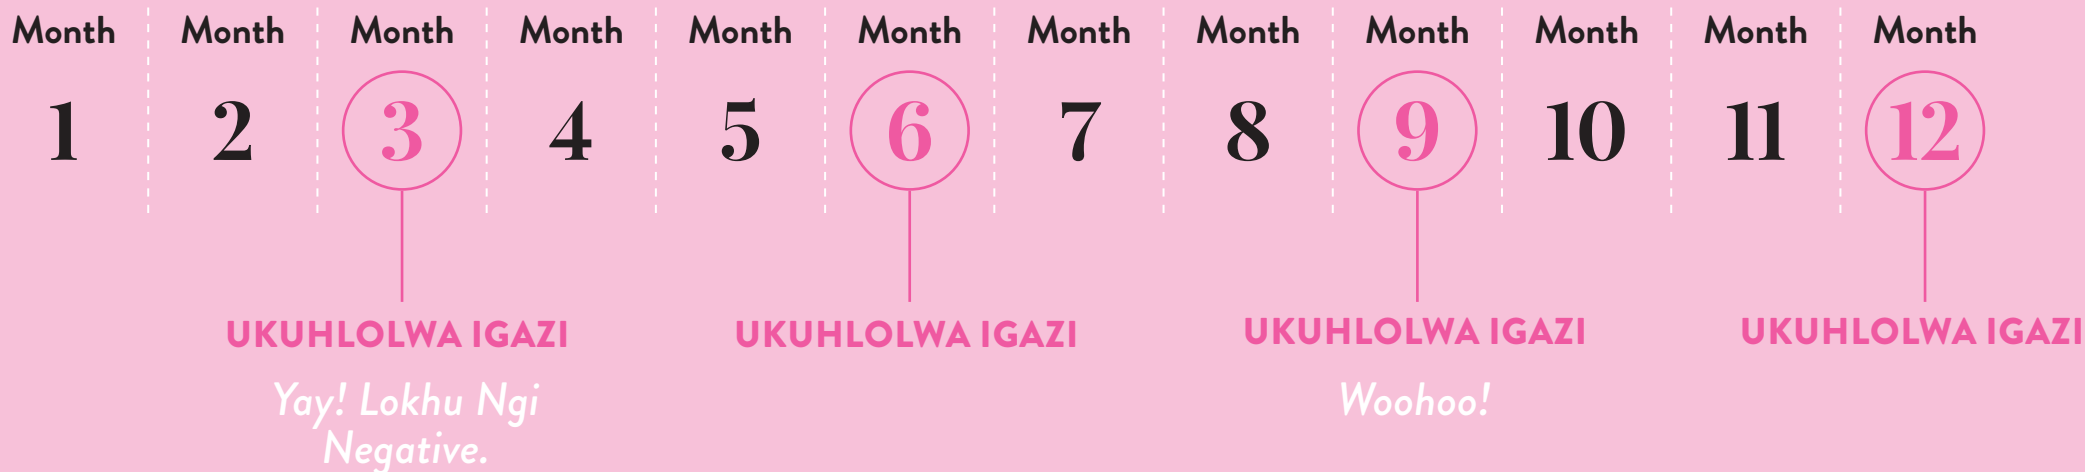 Month Month Month Month Month Month Month Month Month Month Month Month
1 2 3 4 5 6 7 8 9 10 11 12
UKUHLOLWA IGAZI UKUHLOLWA IGAZI UKUHLOLWA IGAZI UKUHLOLWA IGAZI
Yay! Lokhu Ngi Woohoo!
Negative.